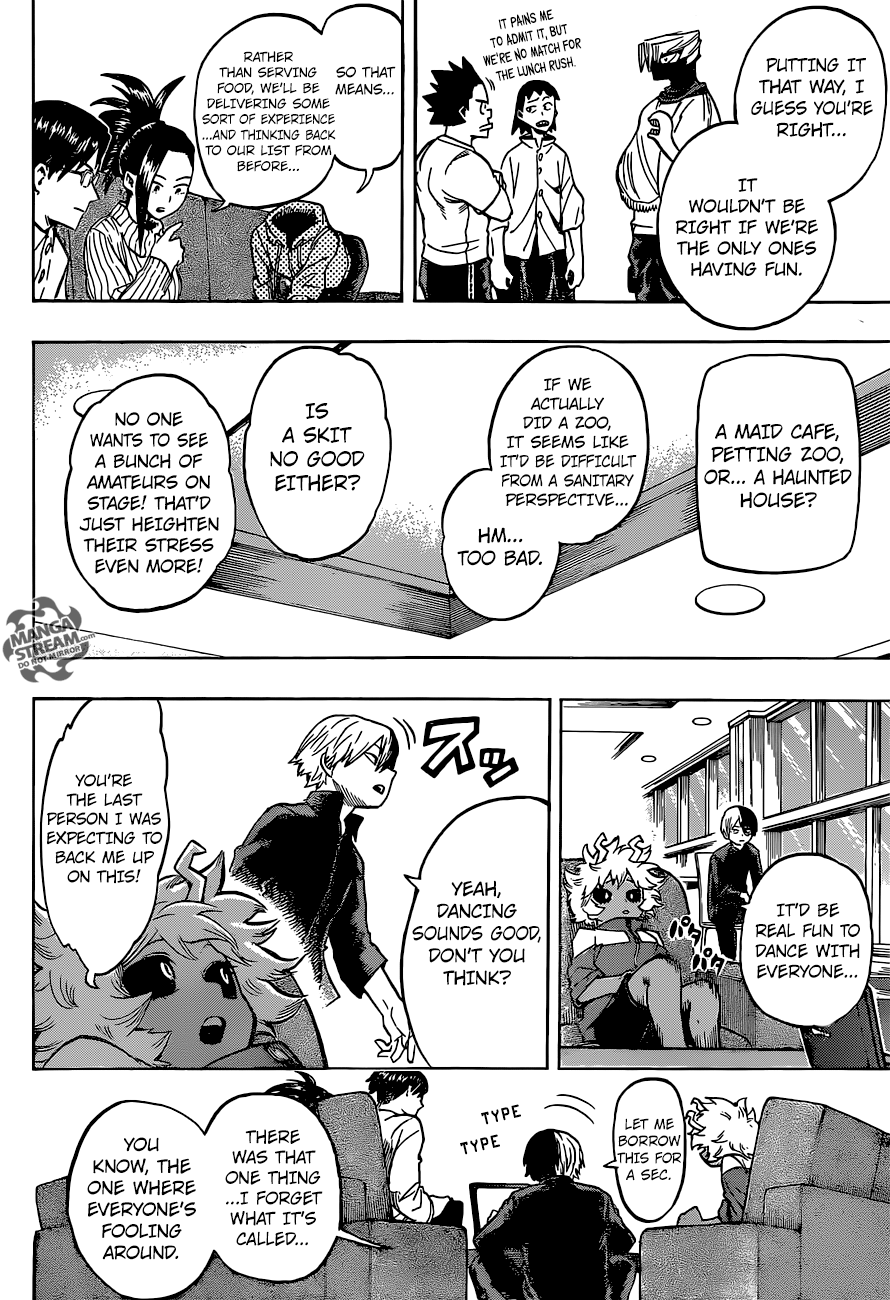 PUTTING IT
THAT WAY, I
GUESS YOU'RE
RIGHT...
IT
WOULDN'T BE
RIGHT IF WE'RE
THE ONLY ONES
HAVING FUN.
IT PAINS ME
TO ADMIT IT, BUT
WE'RE NO MATCH FOR
THE LUNCH RUSH.
SO THAT
MEANS...
RATHER
THAN SERVING
FOOD, WE'LL BE
DELIVERING SOME
SORT OF EXPERIENCE
...AND THINKING BACK
TO OUR LIST FROM
BEFORE...
A MAID CAFE,
PETTING ZOO,
OR... A HAUNTED
HOUSE?
IF WE
ACTUALLY
DID A ZOO,
IT SEEMS LIKE
IT'D BE DIFFICULT
FROM A SANITARY
PERSPECTIVE...
HM...
TOO BAD.
IS
A SKIT
NO GOOD
EITHER?
NO ONE
WANTS TO SEE
A BUNCH OF
AMATEURS ON
STAGE! THAT'D
JUST HEIGHTEN
THEIR STRESS
EVEN MORE!
MANGA
STREAM.com
DO NOT MIRROR
IT'D BE
REAL FUN TO
DANCE WITH
EVERYONE...
パタ
パタ
スッ
YEAH,
DANCING
SOUNDS GOOD,
DON'T YOU
THINK?
YOU'RE
THE LAST
PERSON I WAS
EXPECTING TO
BACK ME UP
ON THIS!
LET ME
BORROW
THIS FOR
A SEC.
TYPE
TYPE
THERE
WAS THAT
ONE THING
...I FORGET
WHAT IT'S
CALLED...
YOU
KNOW, THE
ONE WHERE
EVERYONE'S
FOOLING
AROUND.